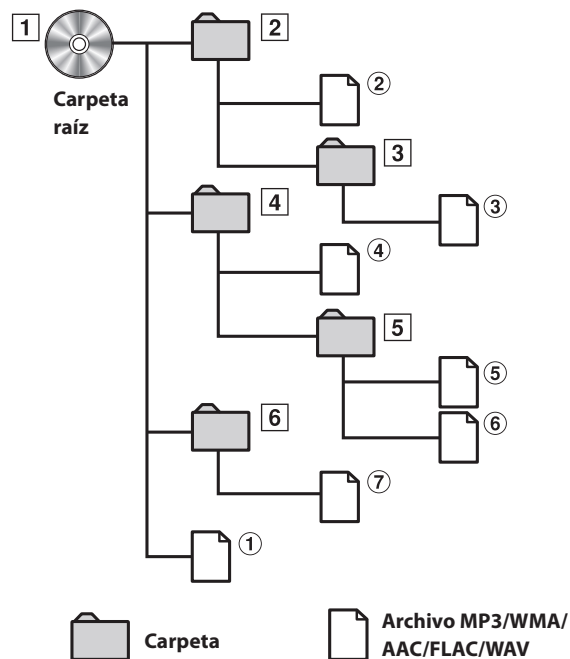 1
2
Carpeta
raíz
②
3
③
4
④
5
⑤
⑥
6
⑦
①
Carpeta
Archivo MP3/WMA/
AAC/FLAC/WAV